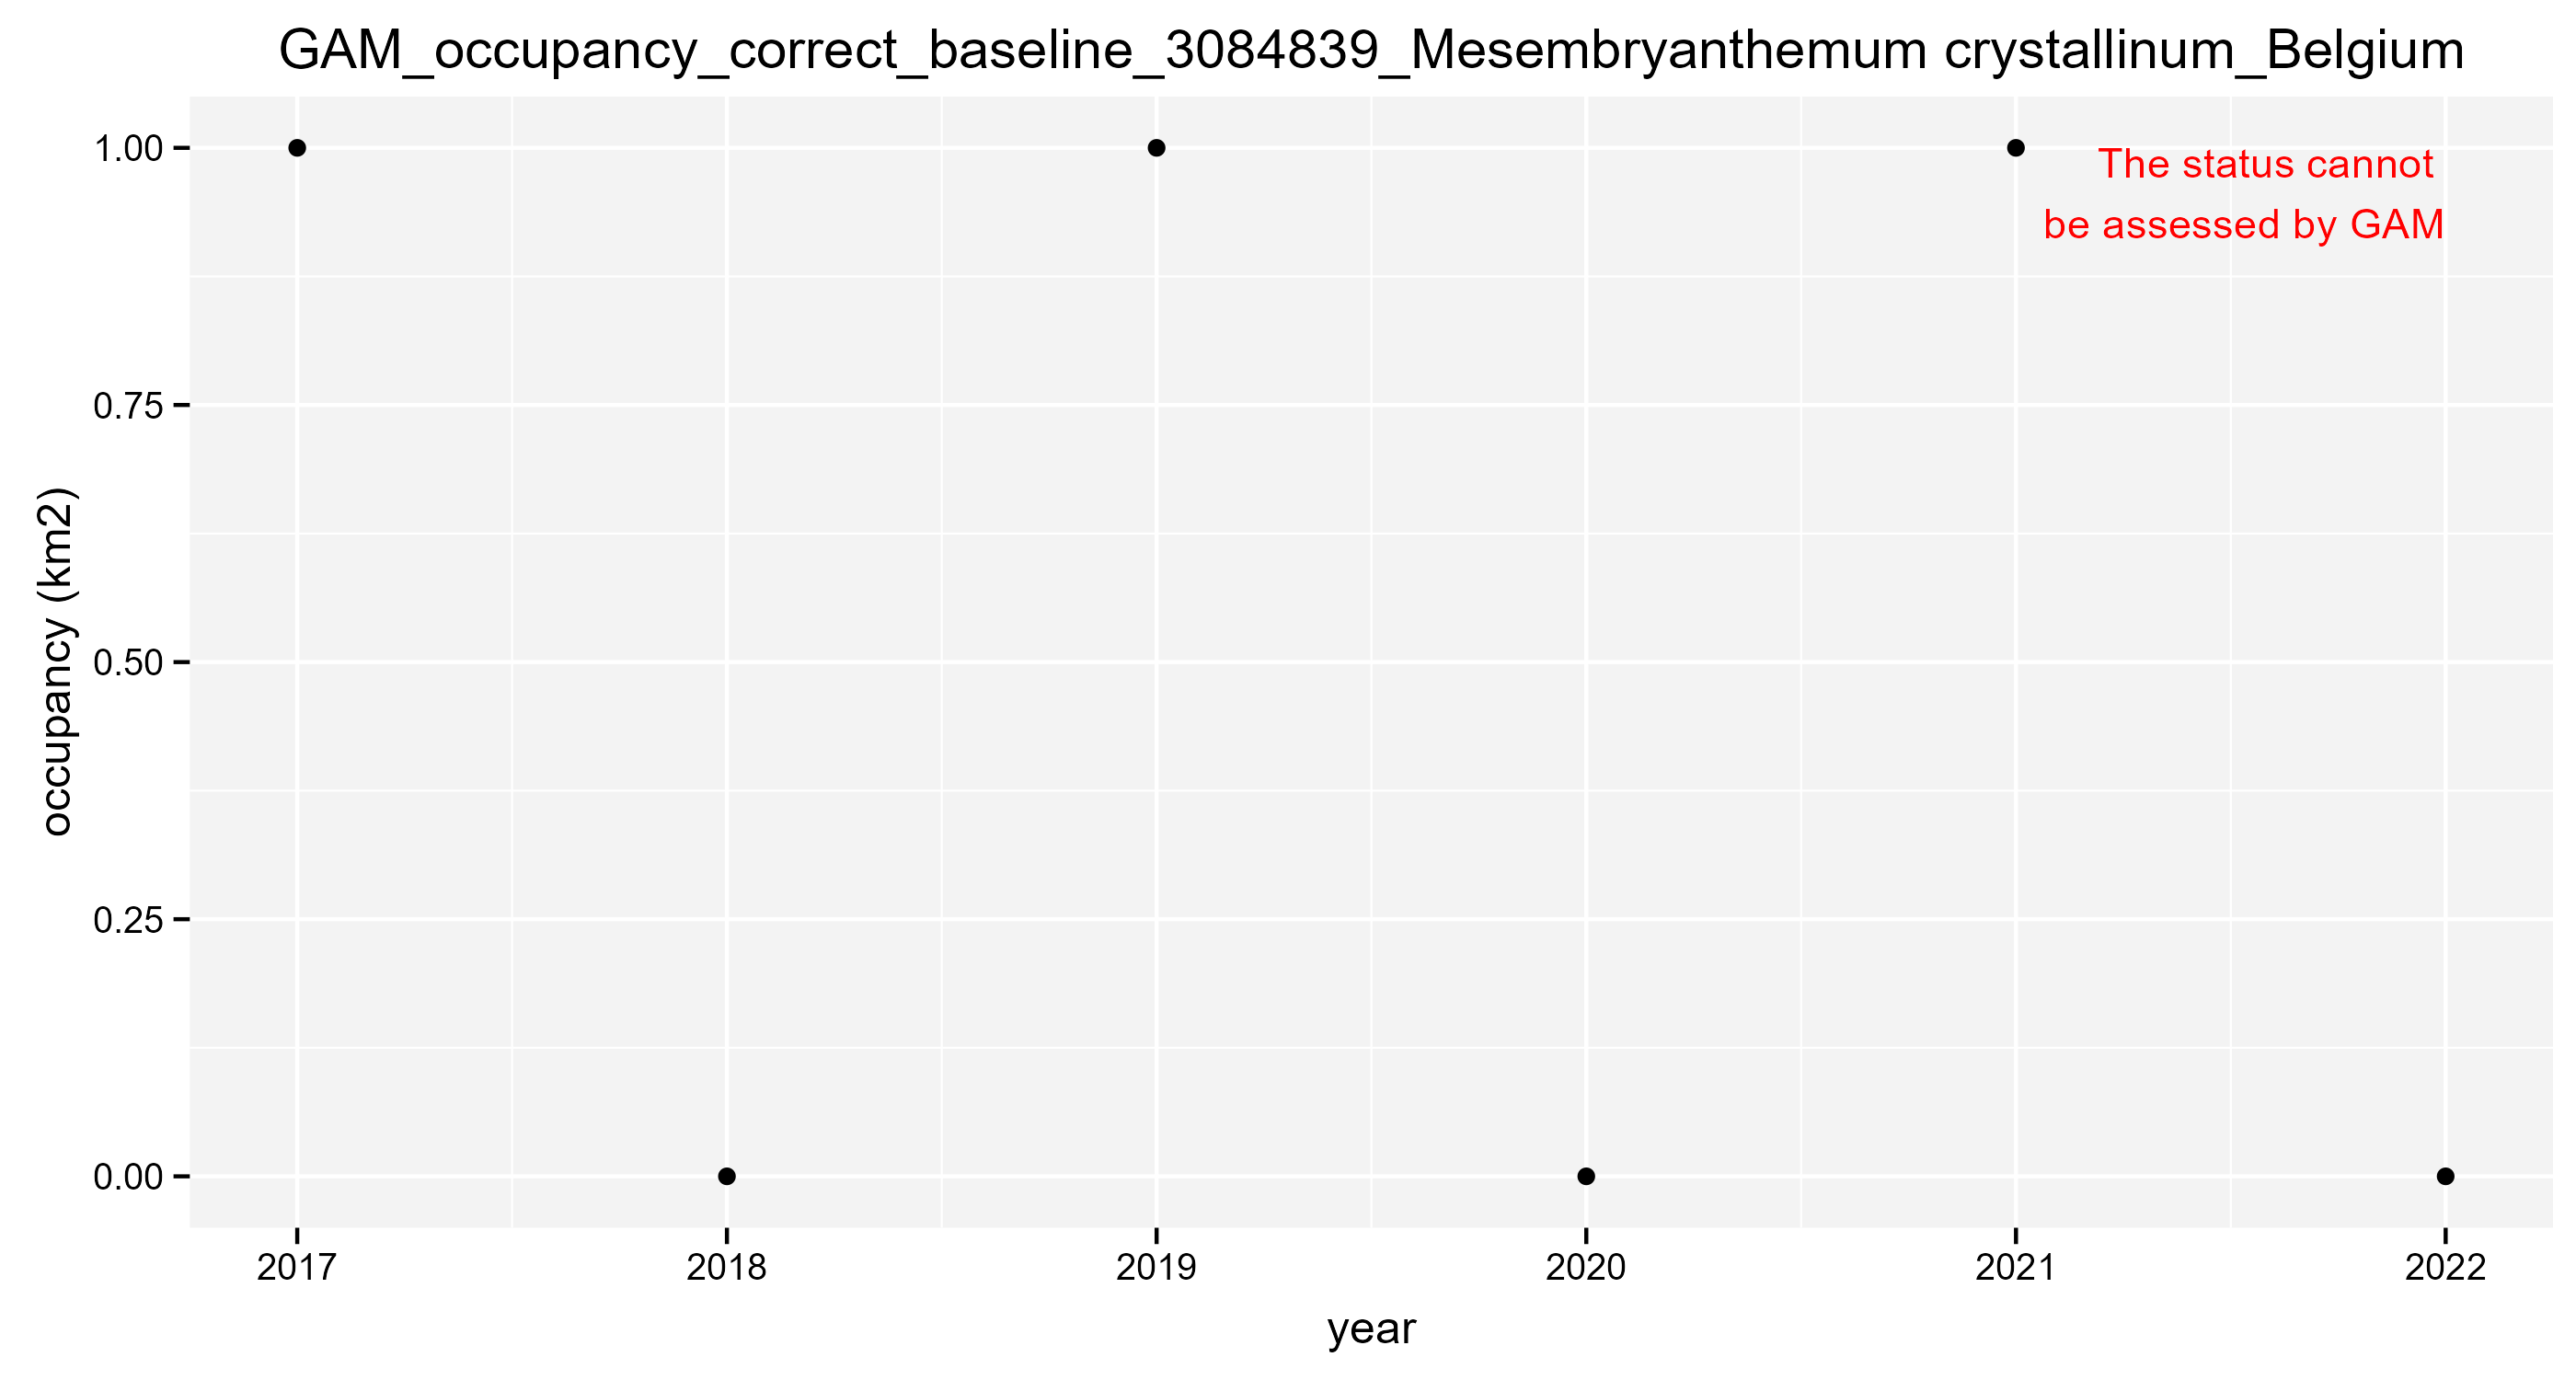 GAM_occupancy_correct_baseline_3084839_Mesembryanthemum crystallinum_Belgium
1.00
The status cannot
be assessed by GAM
0.75
occupancy (km2)
0.50
0.25
0.00
2017 2018 2019 2020 2021 2022
year